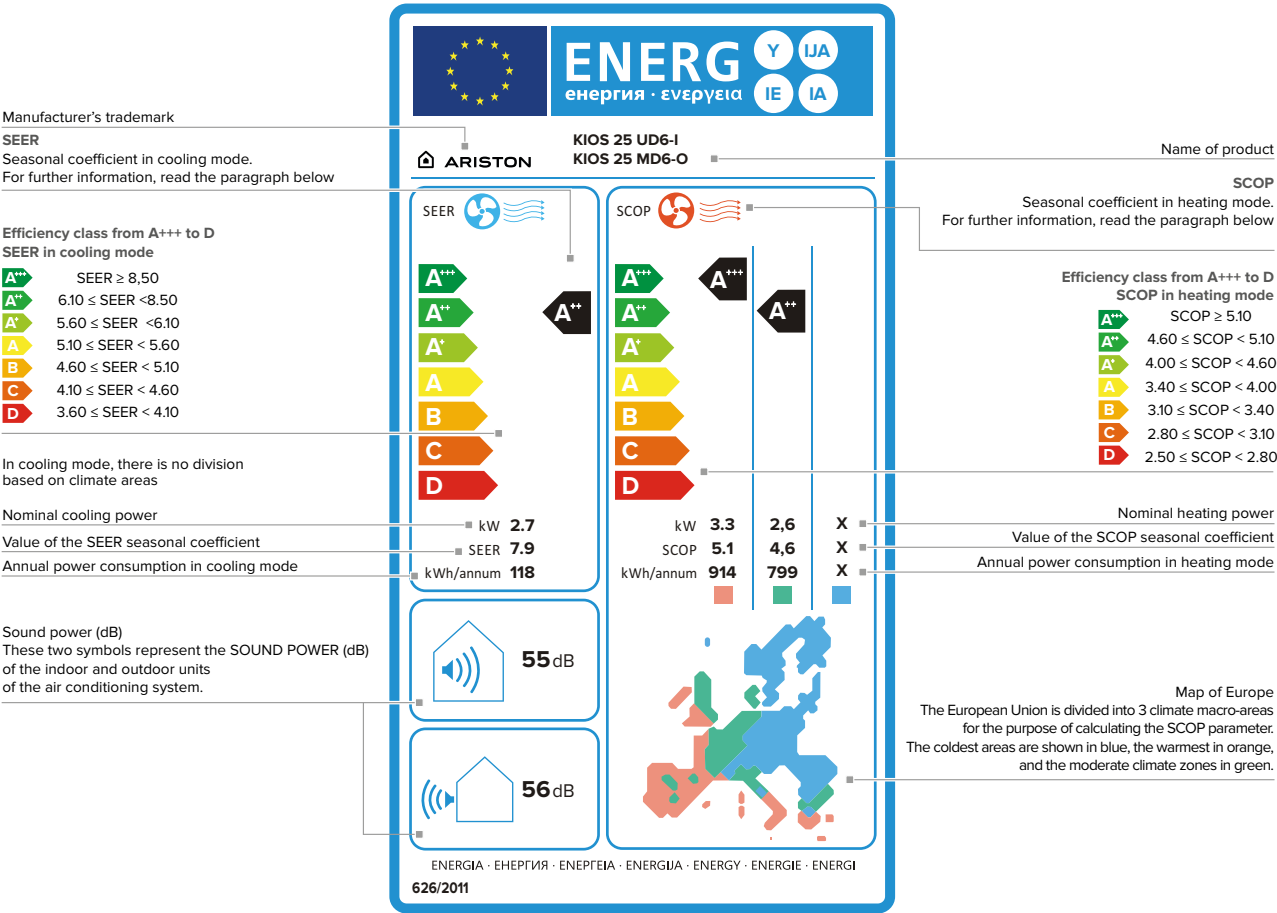 ENERG
енергия · ενεργεια
Y
IJA
IE
IA
Manufacturer's trademark
SEER
Seasonal coefficient in cooling mode.
For further information, read the paragraph below
ARISTON
KIOS 25 UD6-I
KIOS 25 MD6-O
Name of product
SCOP
Seasonal coefficient in heating mode.
For further information, read the paragraph below
Efficiency class from A+++ to D
SEER in cooling mode
A+++ SEER ≥ 8,50
A++ 6.10 ≤ SEER <8.50
A+ 5.60 ≤ SEER <6.10
A 5.10 ≤ SEER < 5.60
B 4.60 ≤ SEER < 5.10
C 4.10 ≤ SEER < 4.60
D 3.60 ≤ SEER < 4.10
In cooling mode, there is no division
based on climate areas
Nominal cooling power
Value of the SEER seasonal coefficient
Annual power consumption in cooling mode
Sound power (dB)
These two symbols represent the SOUND POWER (dB)
of the indoor and outdoor units
of the air conditioning system.
SEER
A+++
A++
A+
A
B
C
D
A++
kW 2.7
SEER 7.9
kWh/annum 118
55 dB
56 dB
SCOP
A+++
A++
A+
A
B
C
D
A+++
A++
kW 3.3 2,6 X
SCOP 5.1 4,6 X
kWh/annum 914 799 X
Efficiency class from A+++ to D
SCOP in heating mode
A+++ SCOP ≥ 5.10
A++ 4.60 ≤ SCOP < 5.10
A+ 4.00 ≤ SCOP < 4.60
A 3.40 ≤ SCOP < 4.00
B 3.10 ≤ SCOP < 3.40
C 2.80 ≤ SCOP < 3.10
D 2.50 ≤ SCOP < 2.80
Nominal heating power
Value of the SCOP seasonal coefficient
Annual power consumption in heating mode
Map of Europe
The European Union is divided into 3 climate macro-areas
for the purpose of calculating the SCOP parameter.
The coldest areas are shown in blue, the warmest in orange,
and the moderate climate zones in green.
ENERGIA · ЕНЕРГИЯ · ΕΝΕΡΓΕΙΑ · ENERGIJA · ENERGY · ENERGIE · ENERGI
626/2011